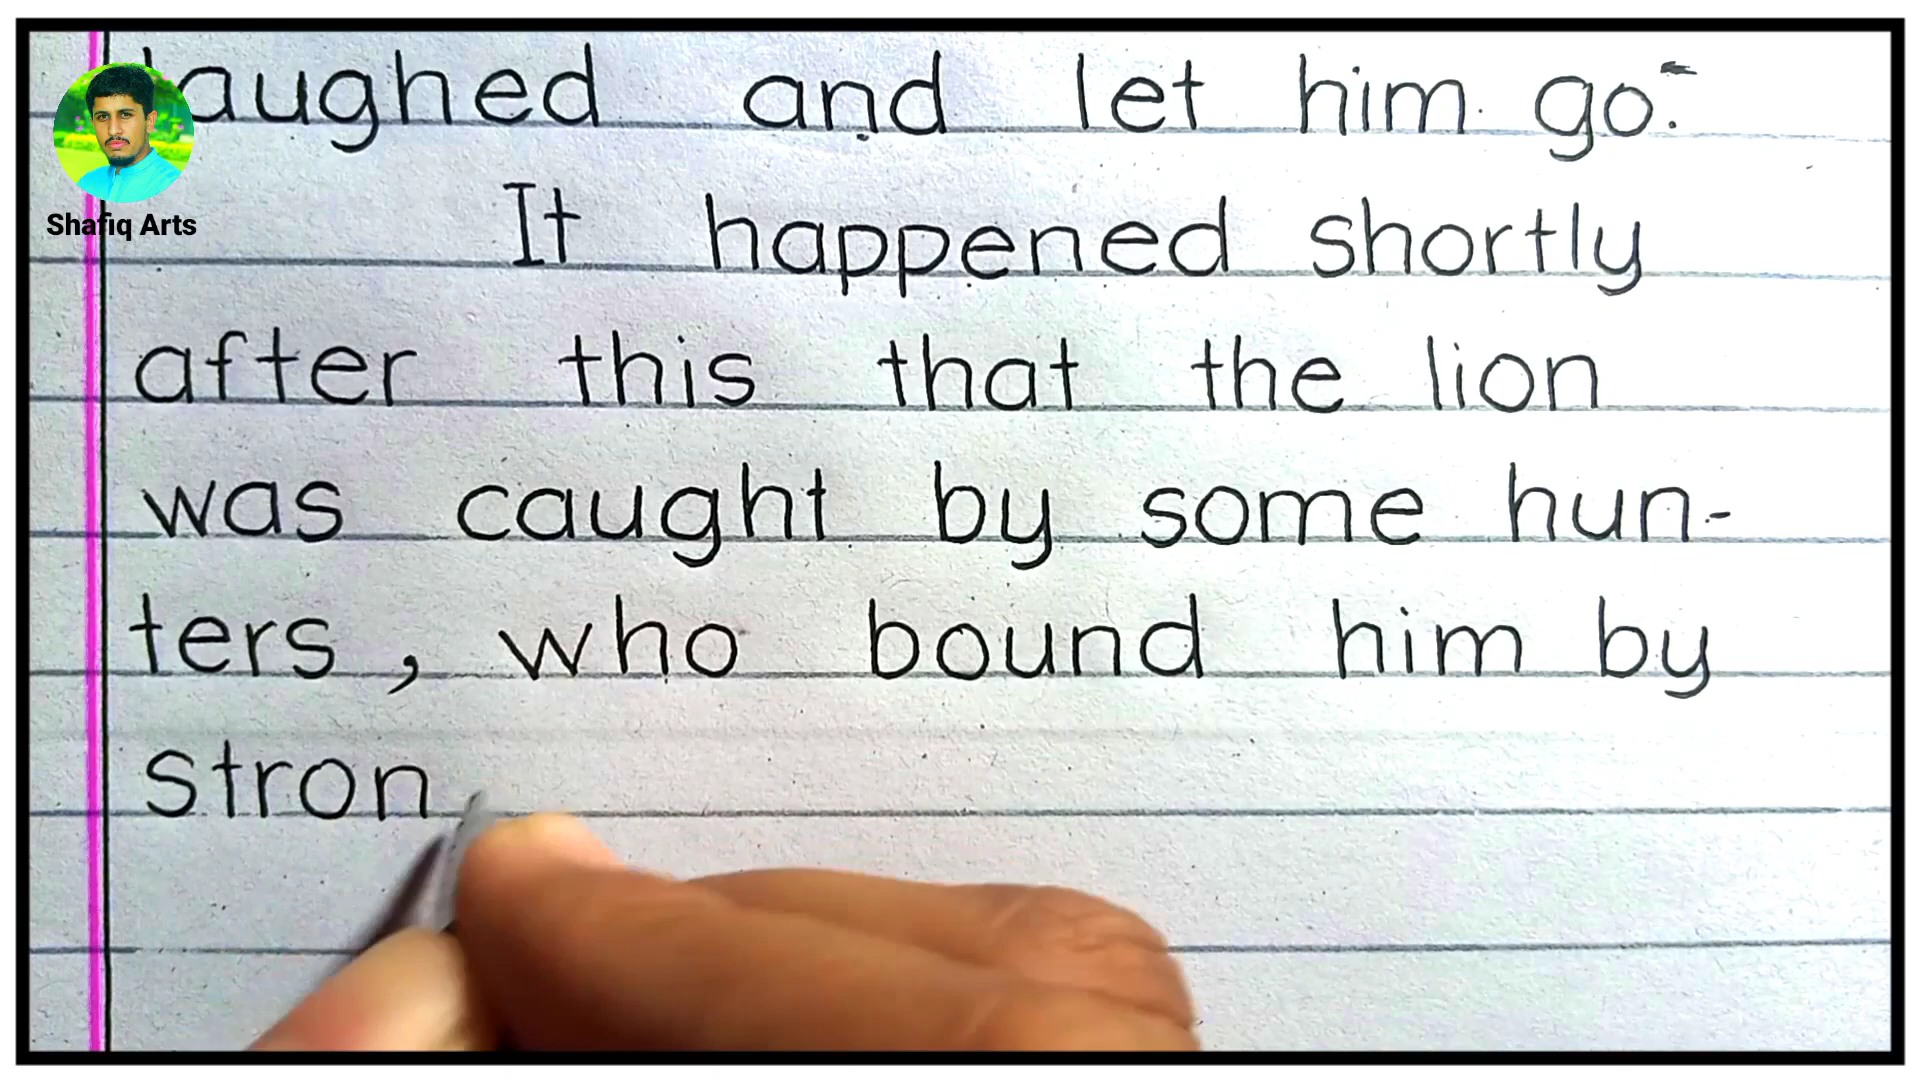 laughed and let him go.
Shafiq Arts
It happened shortly
after this that the lion
was caught by some hun-
ters, who bound him by
stron